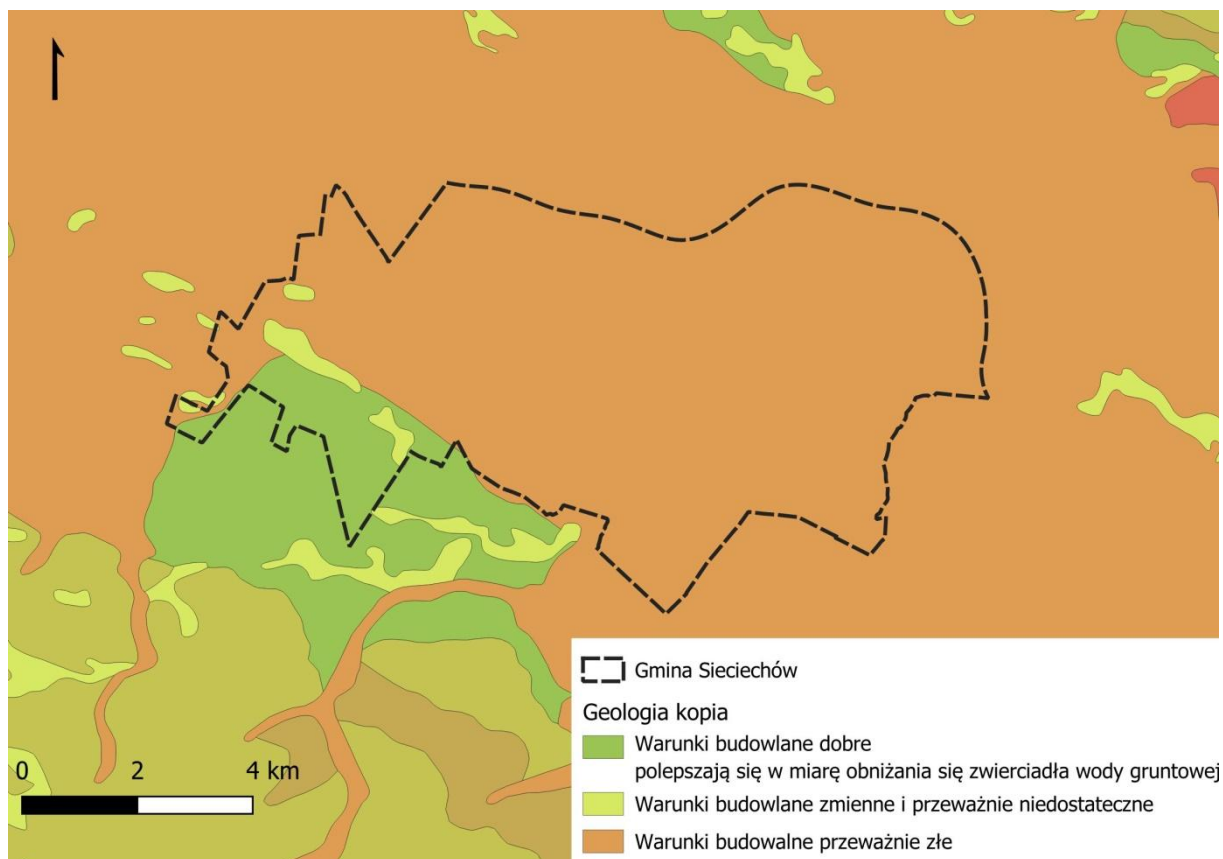 0 2 4 km
Gmina Sieciechów
Geologia kopia
Warunki budowlane dobre
polepszają się w miarę obniżania się zwierciadła wody gruntowej
Warunki budowlane zmienne i przeważnie niedostateczne
Warunki budowalne przeważnie złe